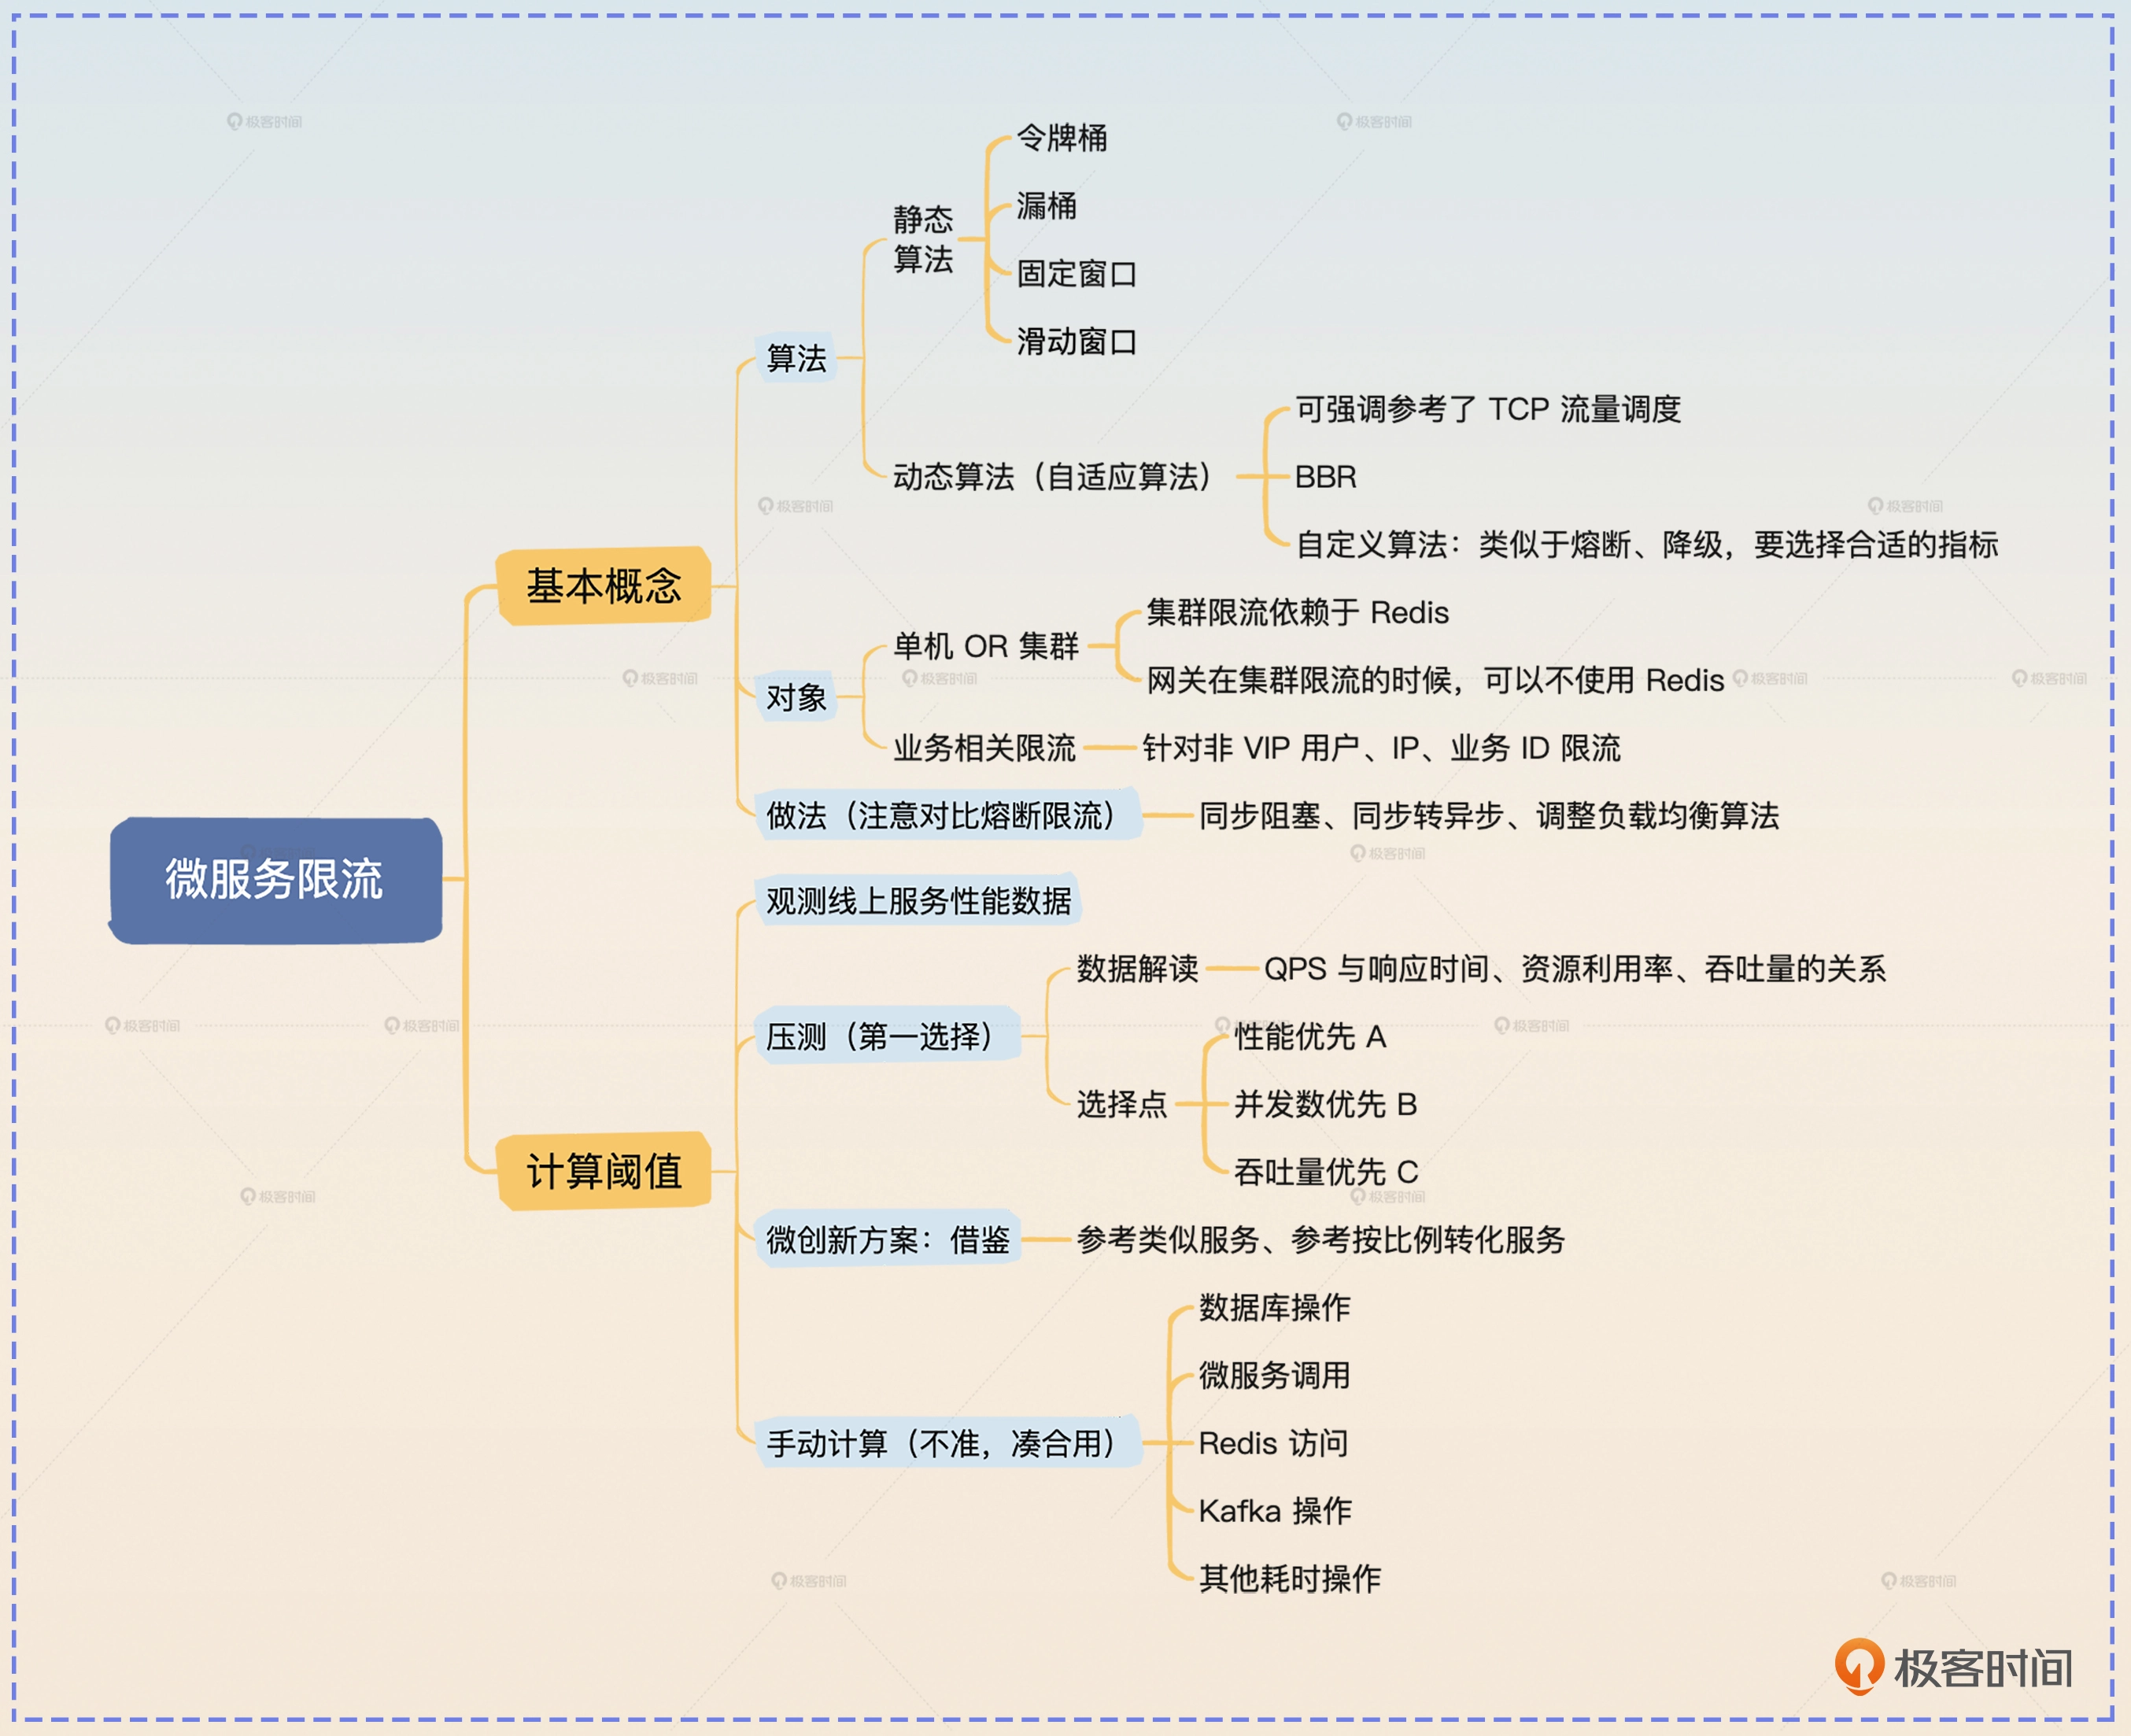 微服务限流
基本概念
算法
静态
算法
令牌桶
漏桶
固定窗口
滑动窗口
动态算法（自适应算法）
可强调参考了 TCP 流量调度
BBR
自定义算法：类似于熔断、降级，要选择合适的指标
对象
单机 OR 集群
集群限流依赖于 Redis
网关在集群限流的时候，可以不使用 Redis
业务相关限流
针对非 VIP 用户、IP、业务 ID 限流
做法（注意对比熔断限流）
同步阻塞、同步转异步、调整负载均衡算法
计算阈值
观测线上服务性能数据
压测（第一选择）
数据解读
QPS 与响应时间、资源利用率、吞吐量的关系
选择点
性能优先 A
并发数优先 B
吞吐量优先 C
微创新方案：借鉴
参考类似服务、参考按比例转化服务
手动计算（不准，凑合用）
数据库操作
微服务调用
Redis 访问
Kafka 操作
其他耗时操作
极客时间